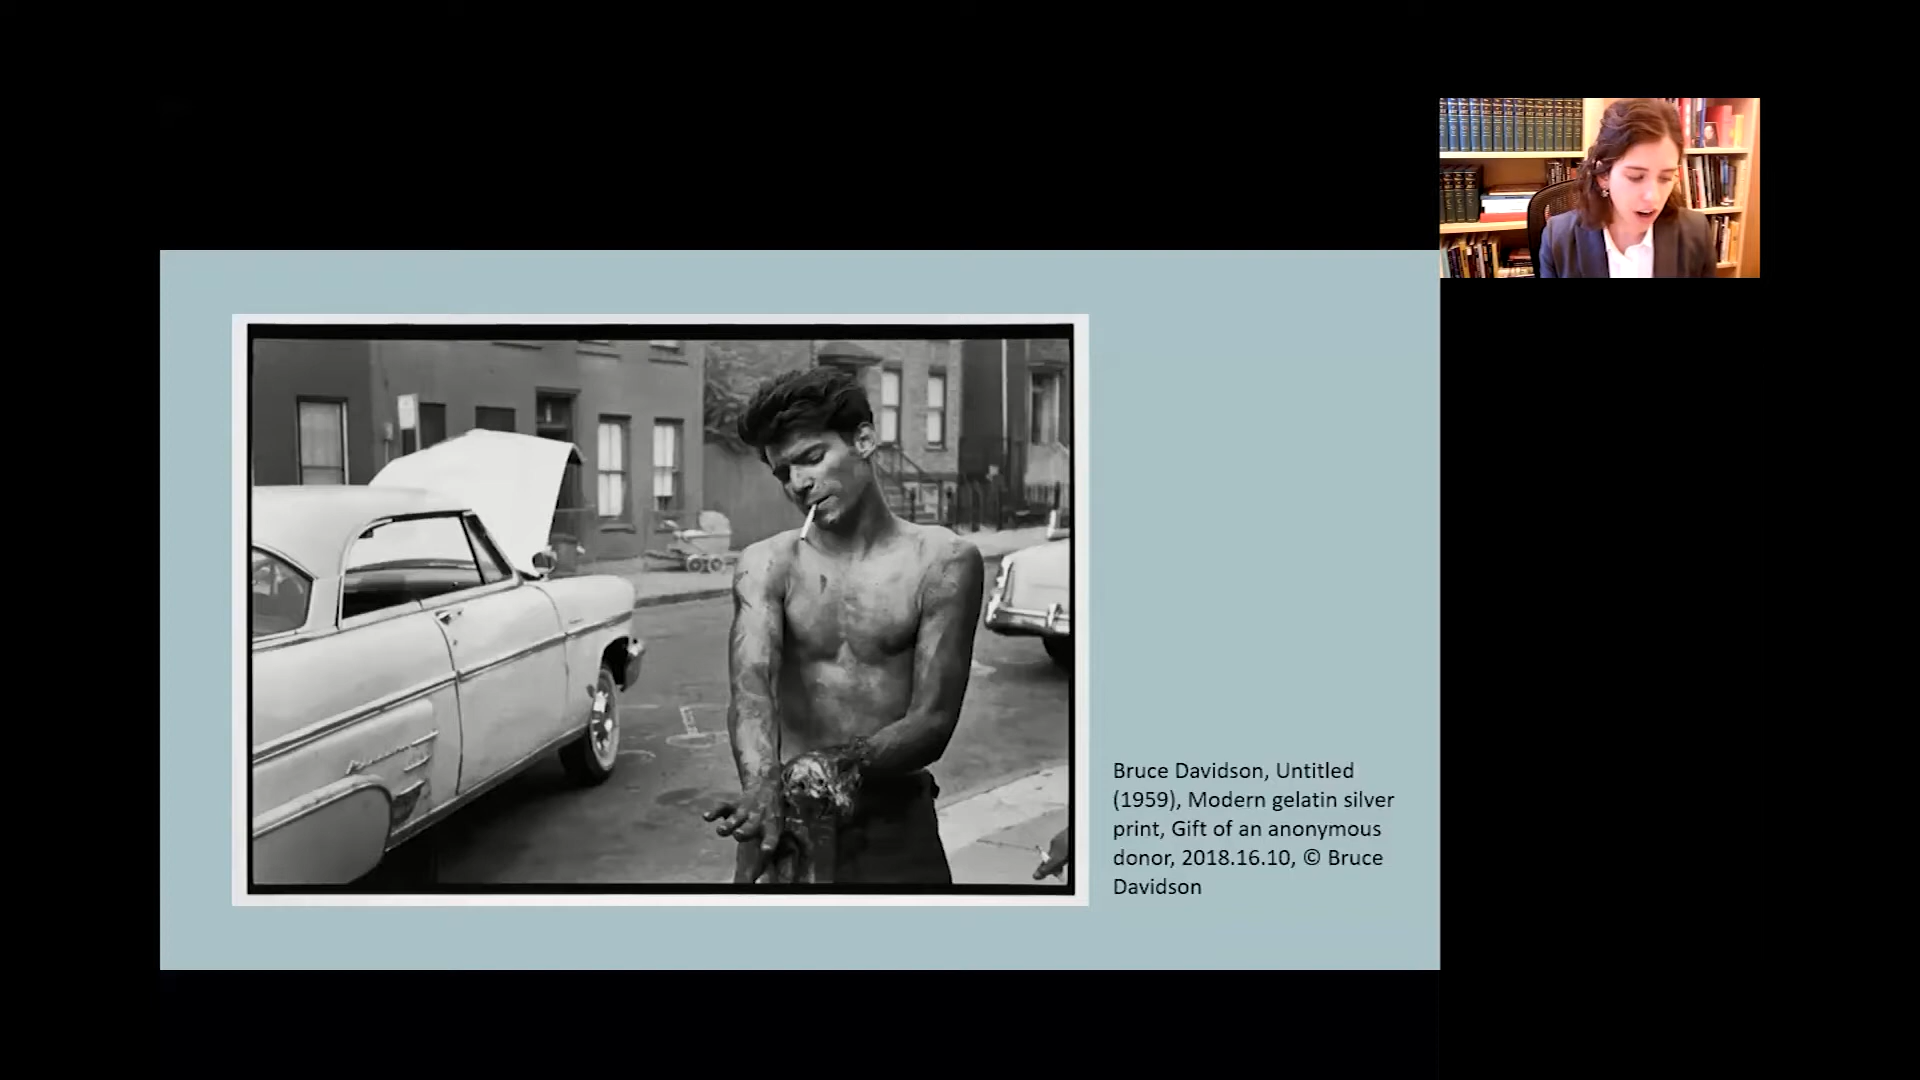 Bruce Davidson, Untitled
(1959), Modern gelatin silver
print, Gift of an anonymous
donor, 2018.16.10, © Bruce
Davidson